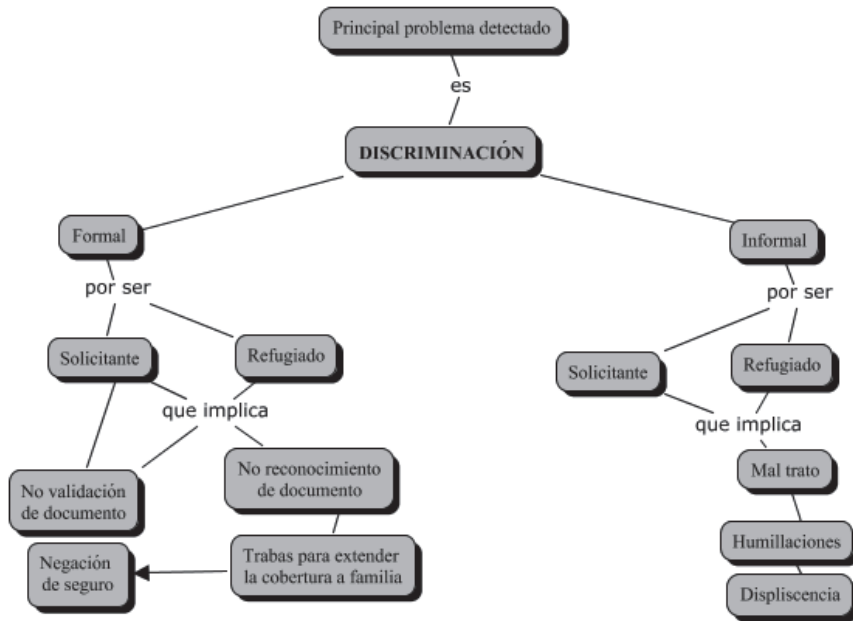 Principal problema detectado
es
DISCRIMINACIÓN
Formal
Informal
por ser
por ser
Solicitante
Refugiado
Solicitante
Refugiado
que implica
que implica
No validación
de documento
No reconocimiento
de documento
Mal trato
Negación
de seguro
Trabas para extender
la cobertura a familia
Humillaciones
Displiscencia